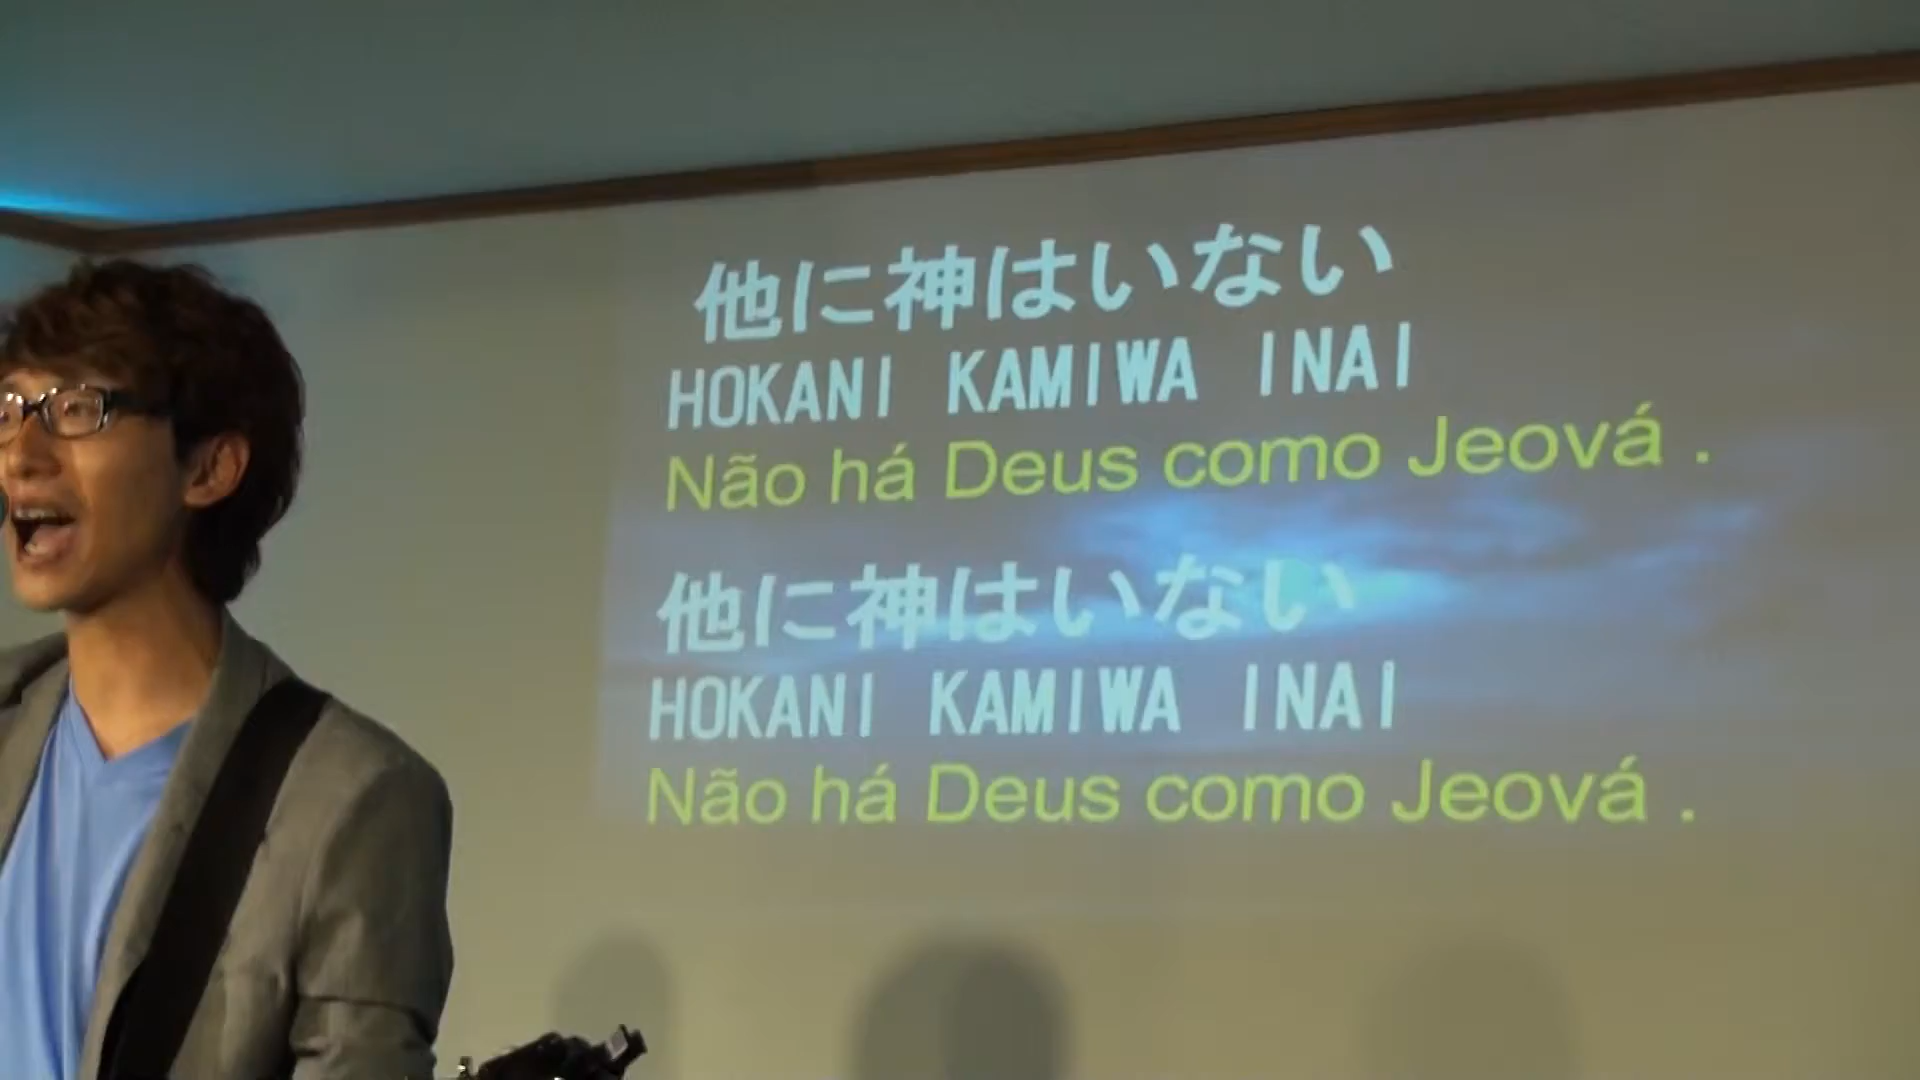 他に神はいない
HOKANI KAMIWA INAI
Não há Deus como Jeová .
他に神はいない
HOKANI KAMIWA INAI
Não há Deus como Jeová .